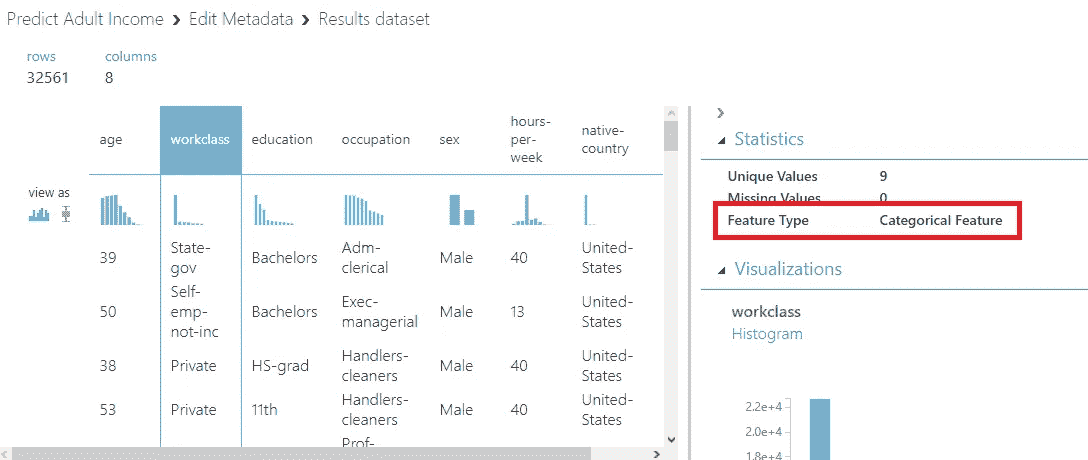 Predict Adult Income › Edit Metadata › Results dataset
rows columns
32561 8
age workclass education occupation sex hours-
per-
week native-
country
view as
39 State-
gov Bachelors Adm-
clerical Male 40 United-
States
50 Self-
emp-
not-inc Bachelors Exec-
managerial Male 13 United-
States
38 Private HS-grad Handlers-
cleaners Male 40 United-
States
53 Private 11th Handlers-
cleaners Male 40 United-
States
Prof-
Statistics
Unique Values 9
Missing Values 0
Feature Type Categorical Feature
Visualizations
workclass
Histogram
2.2e+4
2.0e+4
1.8e+4